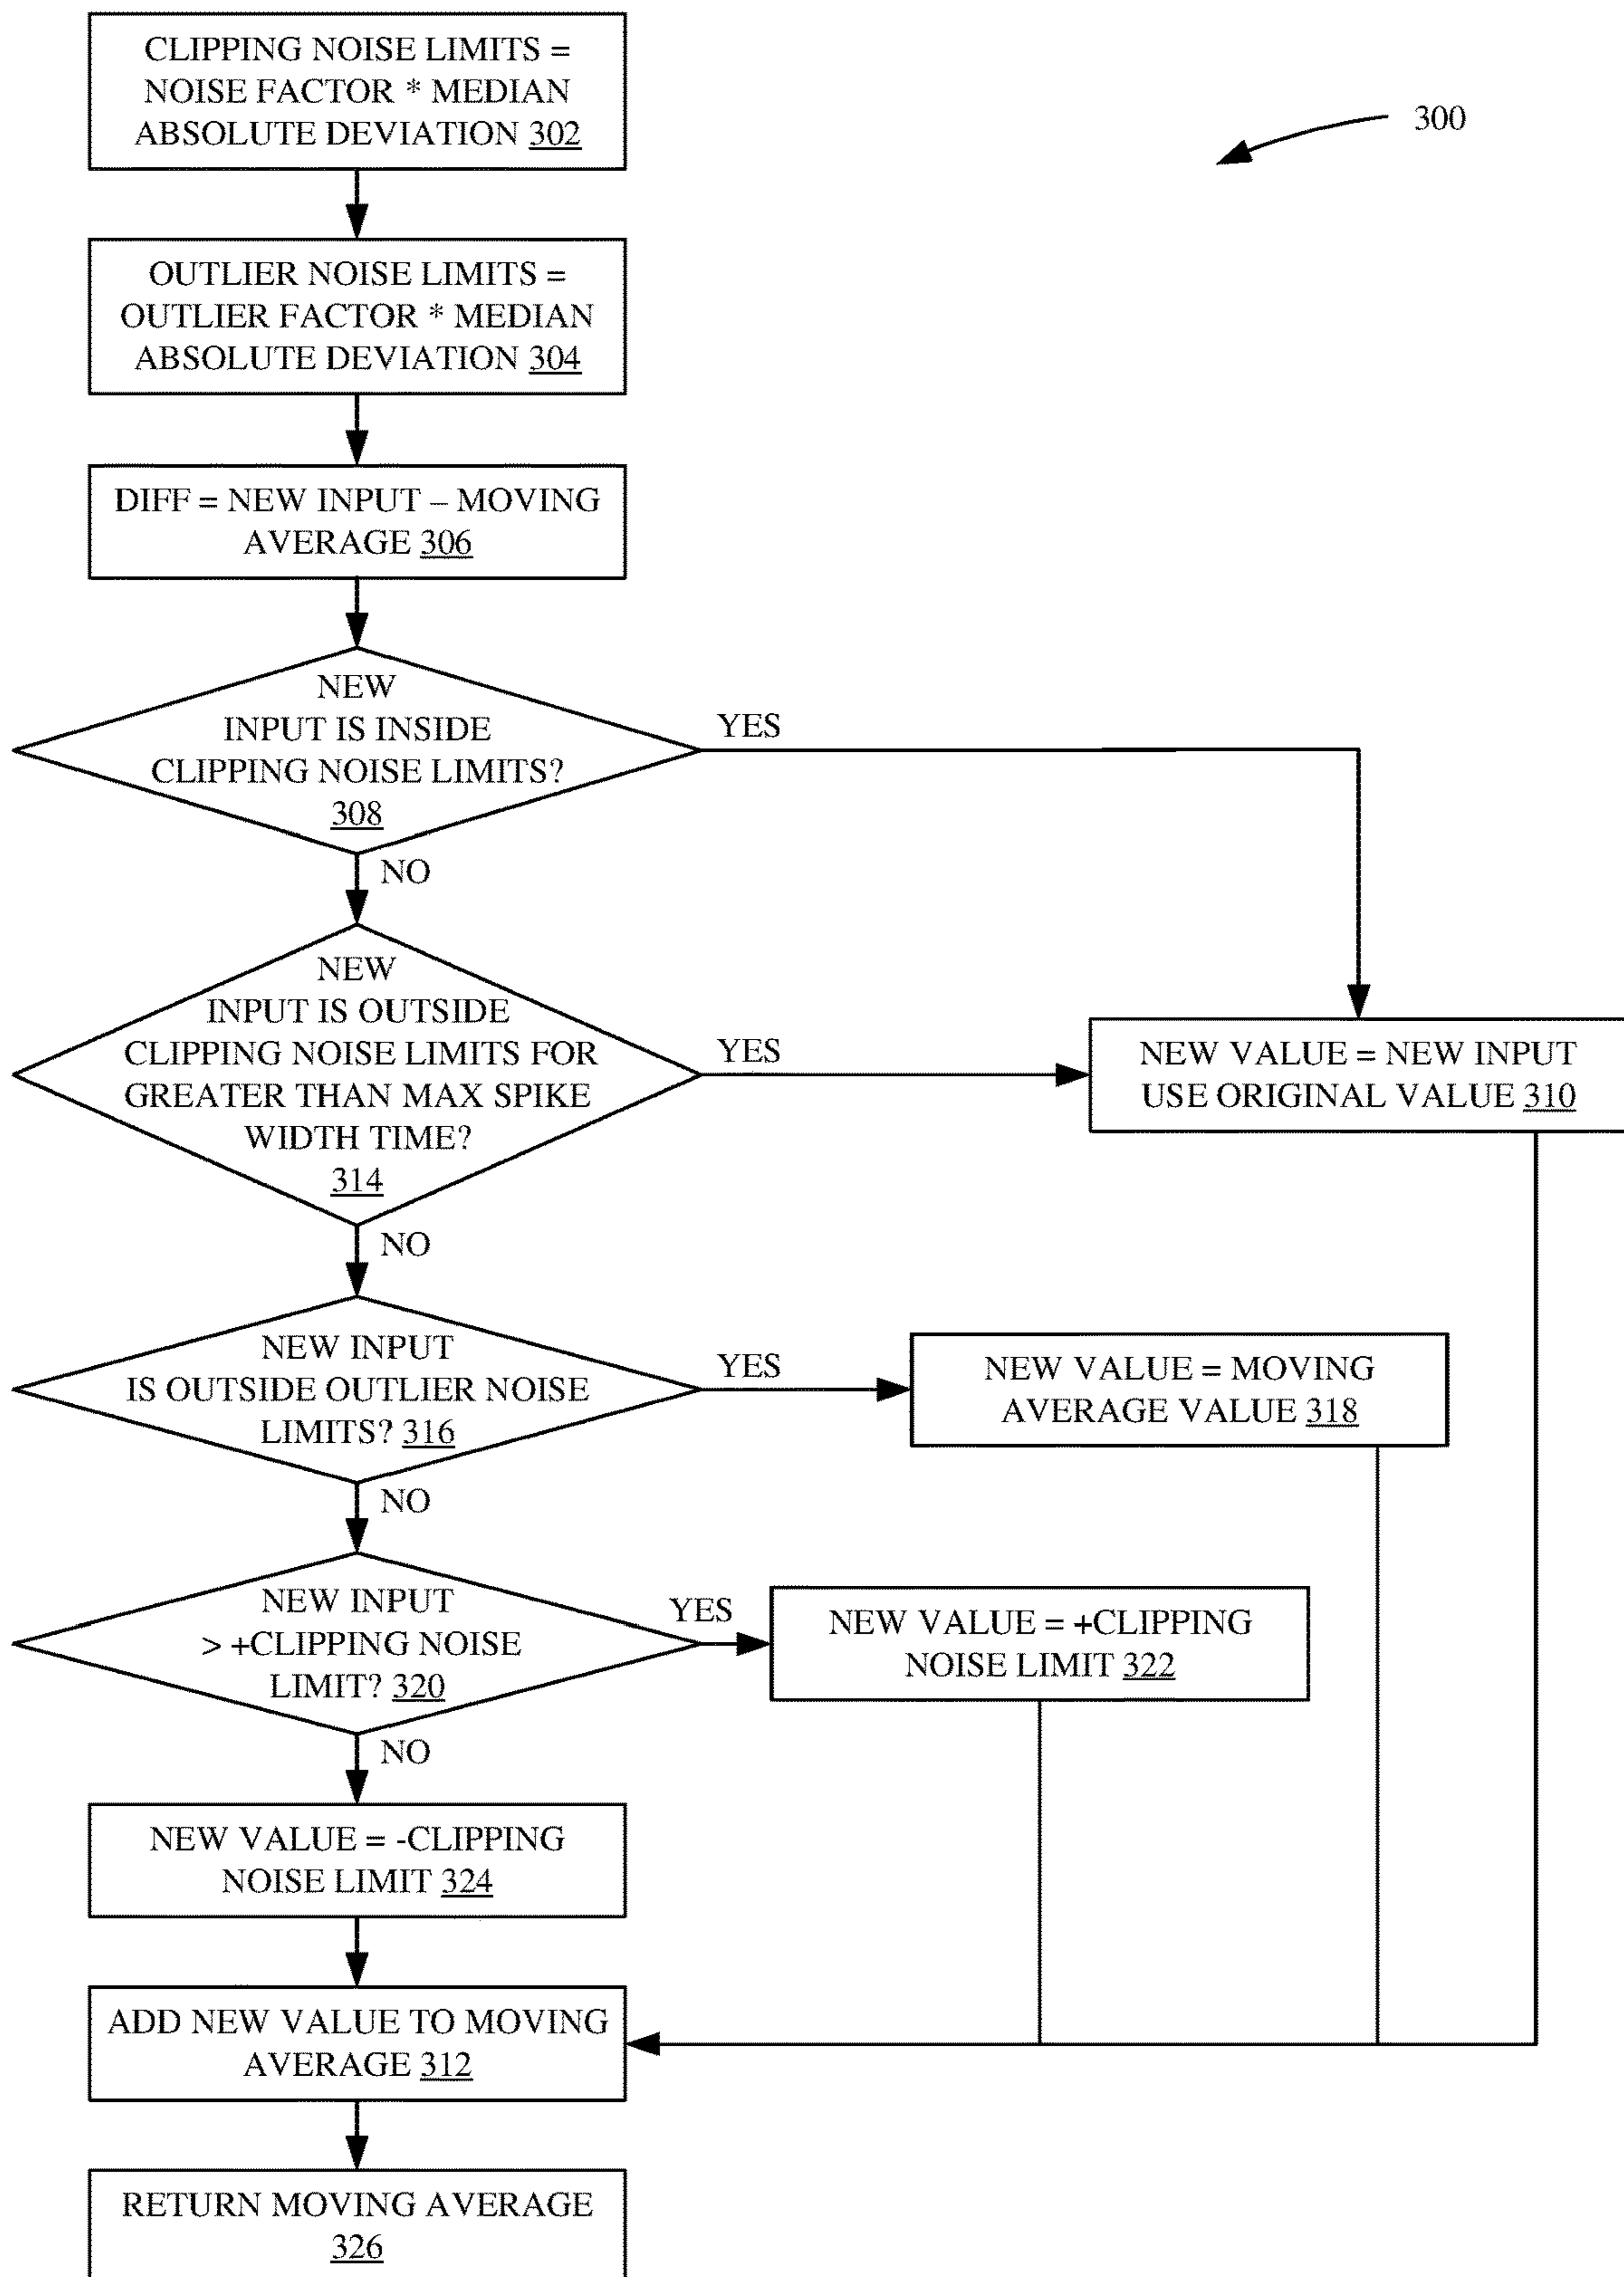 CLIPPING NOISE LIMITS =
NOISE FACTOR * MEDIAN
ABSOLUTE DEVIATION 302
300
OUTLIER NOISE LIMITS =
OUTLIER FACTOR * MEDIAN
ABSOLUTE DEVIATION 304
DIFF = NEW INPUT – MOVING
AVERAGE 306
NEW
INPUT IS INSIDE
CLIPPING NOISE LIMITS?
308
YES
NO
NEW
INPUT IS OUTSIDE
CLIPPING NOISE LIMITS FOR
GREATER THAN MAX SPIKE
WIDTH TIME?
314
YES
NEW VALUE = NEW INPUT
USE ORIGINAL VALUE 310
NO
NEW INPUT
IS OUTSIDE OUTLIER NOISE
LIMITS? 316
YES
NEW VALUE = MOVING
AVERAGE VALUE 318
NO
NEW INPUT
> +CLIPPING NOISE
LIMIT? 320
YES
NEW VALUE = +CLIPPING
NOISE LIMIT 322
NO
NEW VALUE = -CLIPPING
NOISE LIMIT 324
ADD NEW VALUE TO MOVING
AVERAGE 312
RETURN MOVING AVERAGE
326